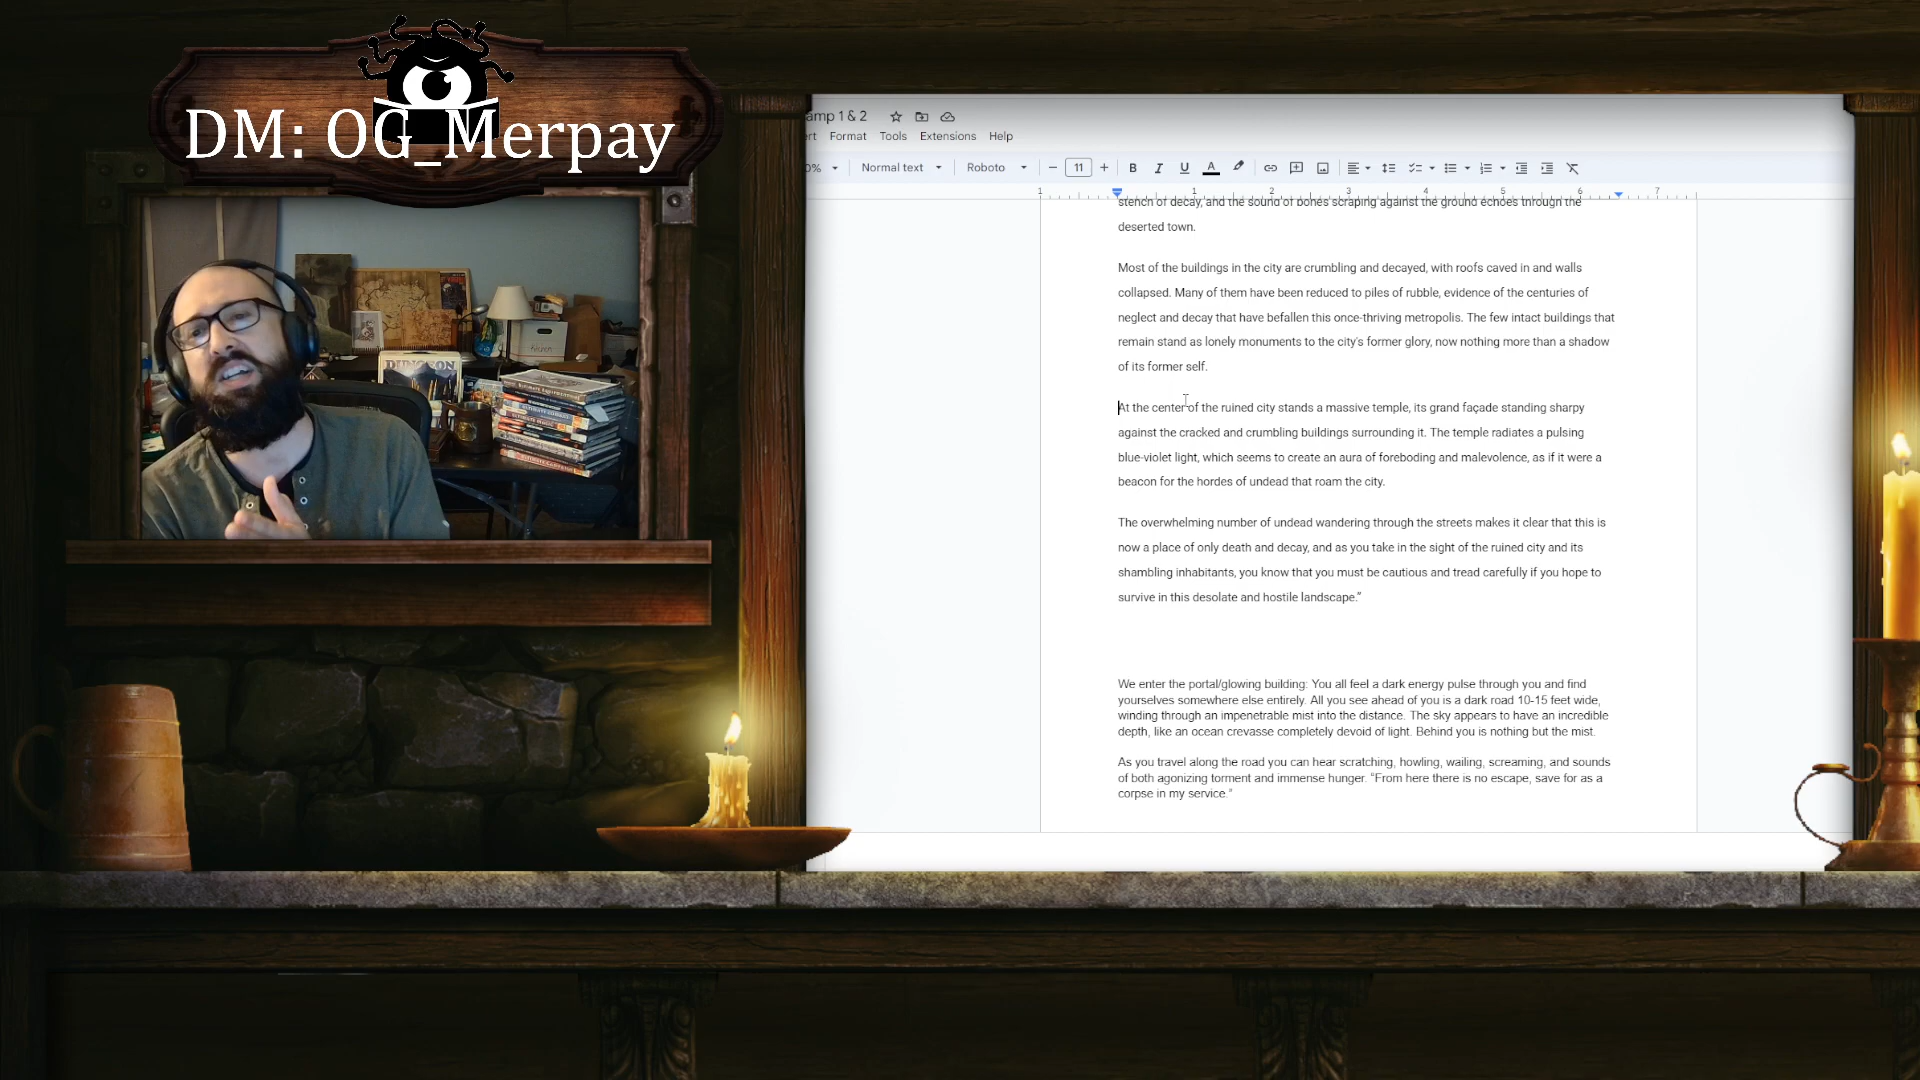 DM: OG_Merpay
amp 1 & 2
ert Format Tools Extensions Help
0% Normal text Roboto 11 B I U A
1 1 2 3 4 5 6 7
stench of decay, and the sound of bones scraping against the ground echoes through the
deserted town.
Most of the buildings in the city are crumbling and decayed, with roofs caved in and walls
collapsed. Many of them have been reduced to piles of rubble, evidence of the centuries of
neglect and decay that have befallen this once-thriving metropolis. The few intact buildings that
remain stand as lonely monuments to the city's former glory, now nothing more than a shadow
of its former self.
At the center of the ruined city stands a massive temple, its grand façade standing sharpy
against the cracked and crumbling buildings surrounding it. The temple radiates a pulsing
blue-violet light, which seems to create an aura of foreboding and malevolence, as if it were a
beacon for the hordes of undead that roam the city.
The overwhelming number of undead wandering through the streets makes it clear that this is
now a place of only death and decay, and as you take in the sight of the ruined city and its
shambling inhabitants, you know that you must be cautious and tread carefully if you hope to
survive in this desolate and hostile landscape.”
We enter the portal/glowing building: You all feel a dark energy pulse through you and find
yourselves somewhere else entirely. All you see ahead of you is a dark road 10-15 feet wide,
winding through an impenetrable mist into the distance. The sky appears to have an incredible
depth, like an ocean crevasse completely devoid of light. Behind you is nothing but the mist.
As you travel along the road you can hear scratching, howling, wailing, screaming, and sounds
of both agonizing torment and immense hunger. “From here there is no escape, save for as a
corpse in my service.”
DUNGEON